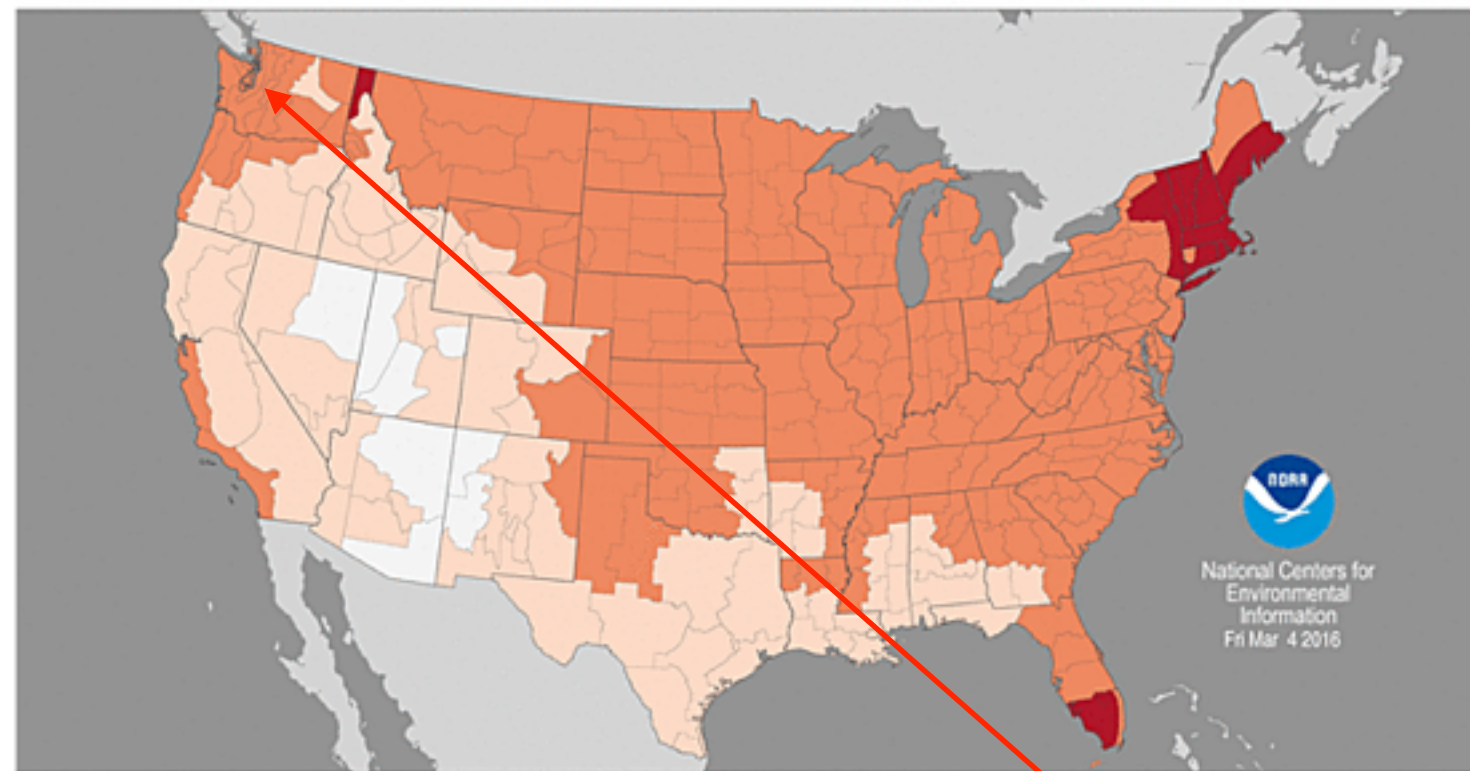 NOAA
National Centers for
Environmental
Information
Fri Mar 4 2016